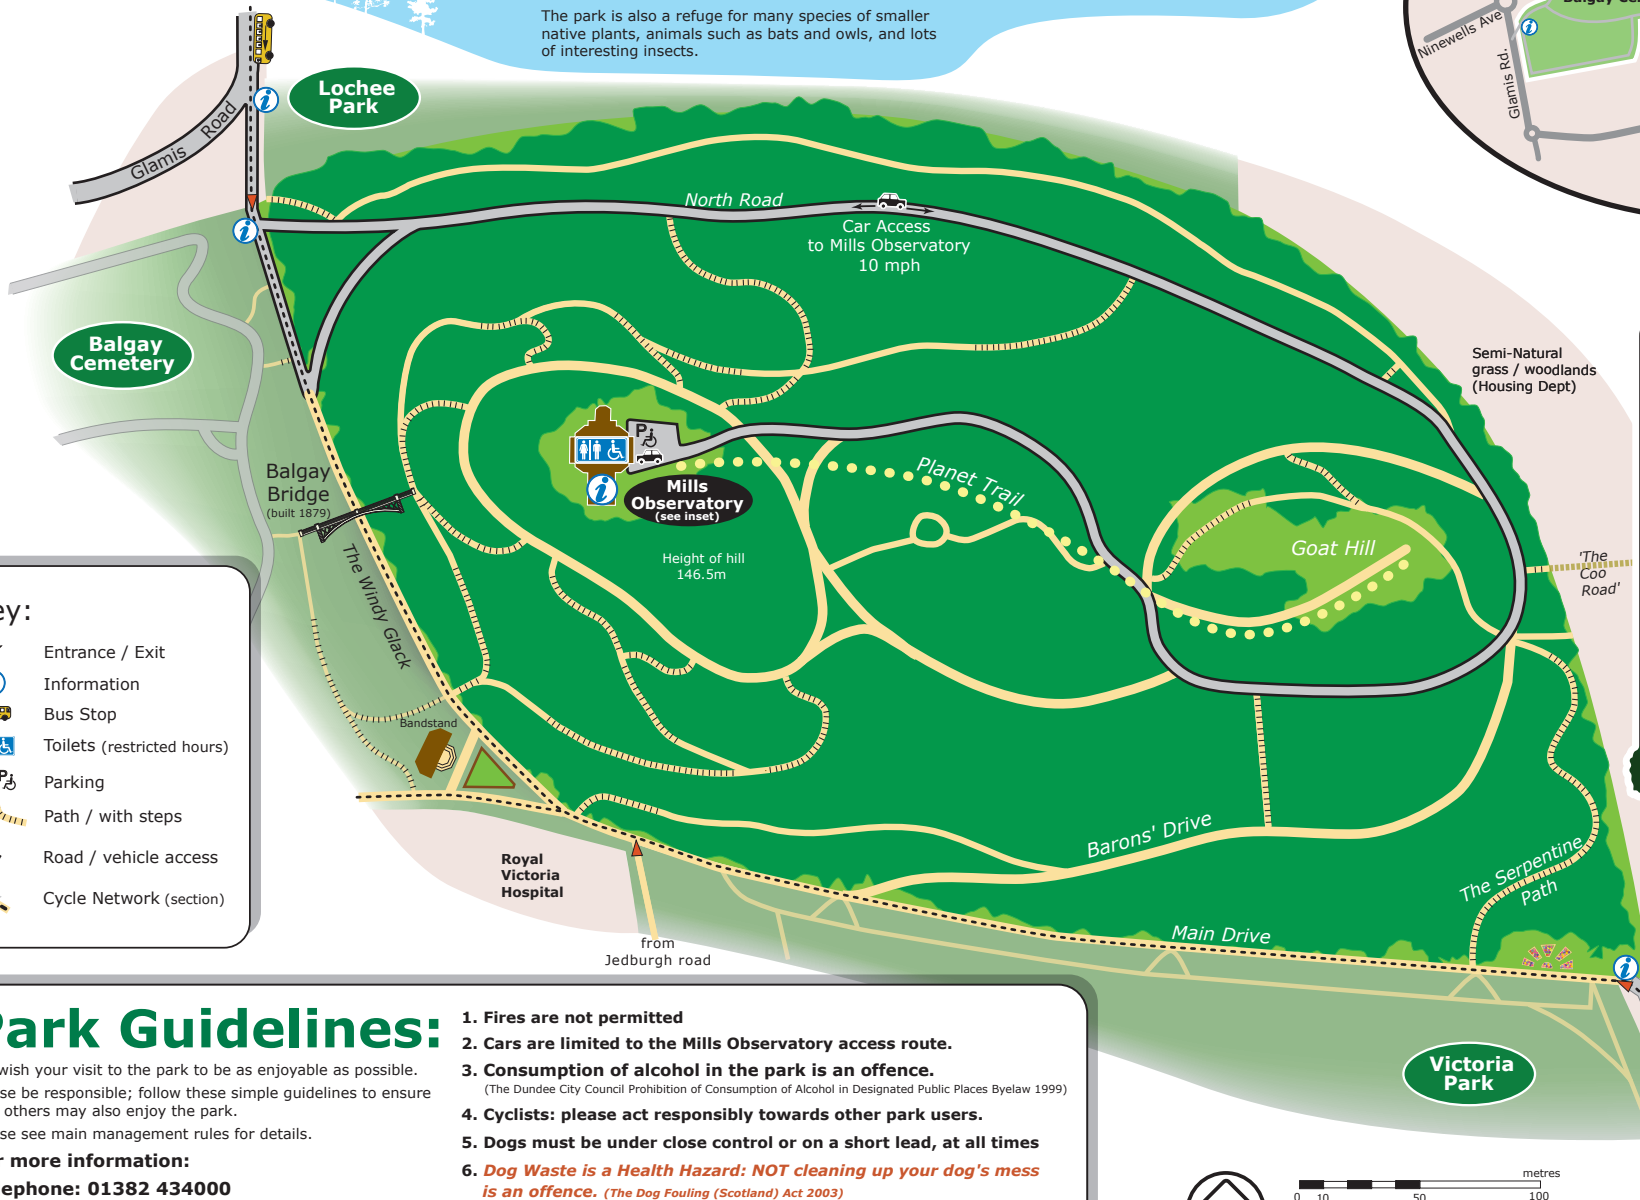 The park is also a refuge for many species of smaller
native plants, animals such as bats and owls, and lots
of interesting insects.
Ninewells Ave
Glamis Rd.
Lochee
Park
Glamis Road
North Road
Car Access
to Mills Observatory
10 mph
Balgay
Cemetery
Semi-Natural
grass / woodlands
(Housing Dept)
Balgay
Bridge
(built 1879)
The Windy Glack
P
Mills
Observatory
(see inset)
Planet Trail
Height of hill
146.5m
Goat Hill
'The
Coo
Road'
Bandstand
Royal
Victoria
Hospital
from
Jedburgh road
Barons' Drive
Main Drive
The Serpentine
Path
Victoria
Park
ey:
Entrance / Exit
Information
Bus Stop
Toilets (restricted hours)
Parking
Path / with steps
Road / vehicle access
Cycle Network (section)
Park Guidelines:
wish your visit to the park to be as enjoyable as possible.
se be responsible; follow these simple guidelines to ensure
others may also enjoy the park.
se see main management rules for details.
r more information:
ephone: 01382 434000
1. Fires are not permitted
2. Cars are limited to the Mills Observatory access route.
3. Consumption of alcohol in the park is an offence.
(The Dundee City Council Prohibition of Consumption of Alcohol in Designated Public Places Byelaw 1999)
4. Cyclists: please act responsibly towards other park users.
5. Dogs must be under close control or on a short lead, at all times
6. Dog Waste is a Health Hazard: NOT cleaning up your dog's mess
is an offence. (The Dog Fouling (Scotland) Act 2003)
metres
0 10 50 100